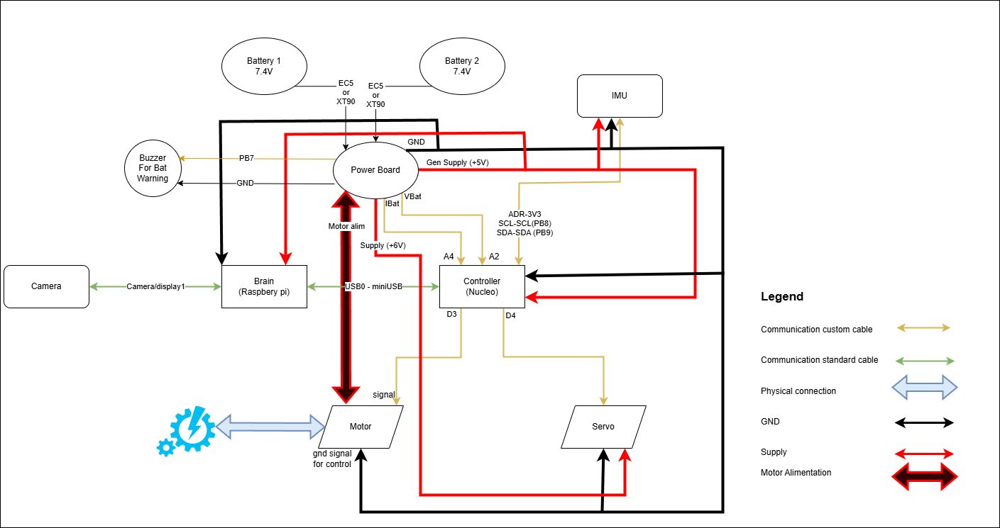 Battery 1
7.4V
Battery 2
7.4V
EC5
or
XT90
EC5
or
XT90
IMU
GND
Buzzer
For Bat
Warning
PB7
GND
Power Board
Gen Supply (+5V)
IBat
VBat
Motor alim
Supply (+6V)
ADR-3V3
SCL-SCL(PB8)
SDA-SDA (PB9)
A4
A2
Camera
Camera/display1
Brain
(Raspbery pi)
USB0 - miniUSB
Controller
(Nucleo)
D3
D4
signal
Motor
gnd signal
for control
Servo
Legend
Communication custom cable
Communication standard cable
Physical connection
GND
Supply
Motor Alimentation